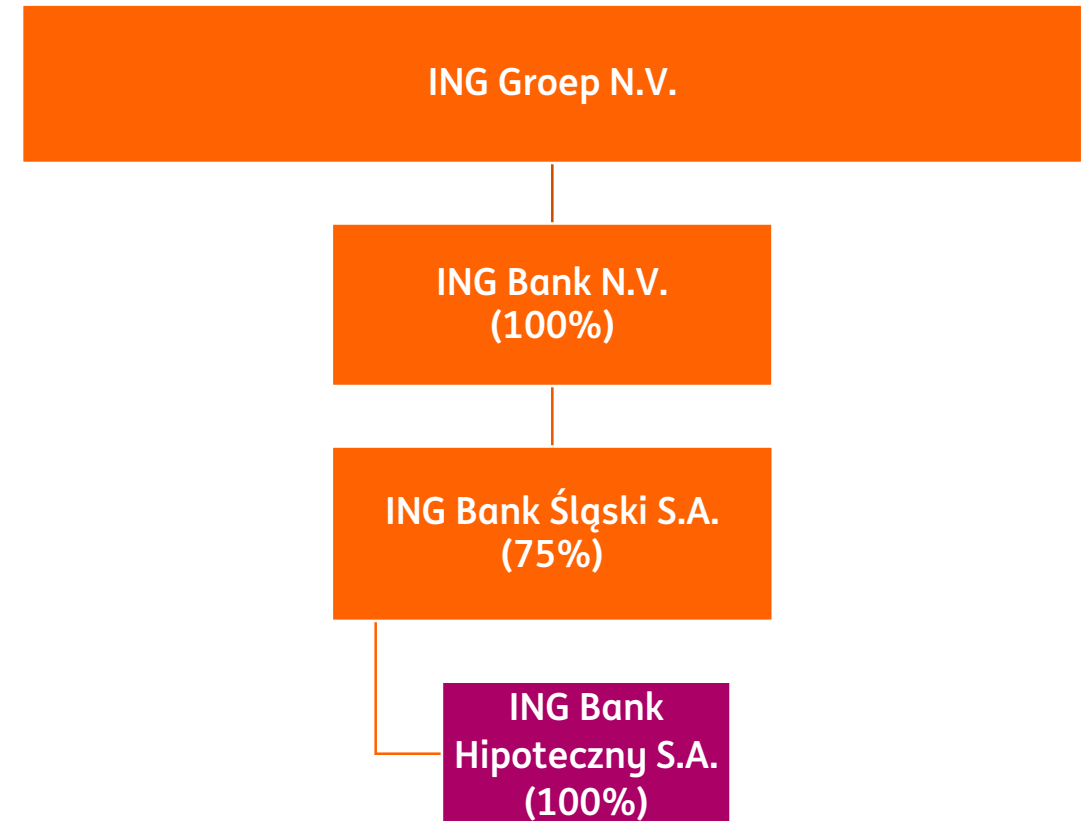 ING Groep N.V.
ING Bank N.V.
(100%)
ING Bank Śląski S.A.
(75%)
ING Bank
Hipoteczny S.A.
(100%)